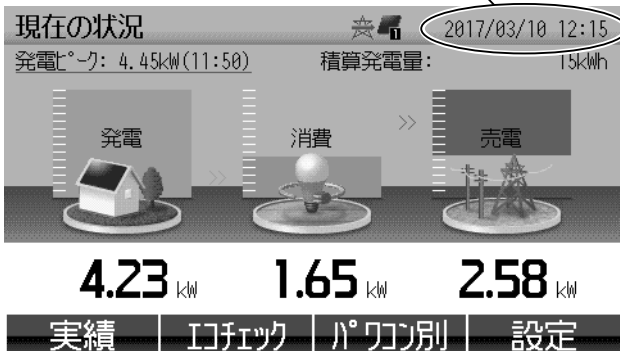 現在の状況 1 2017/03/10 12:15
発電ピーク: 4.45kW(11:50) 積算発電量: 15kWh
発電 >> 消費 >> 売電
4.23 kW 1.65 kW 2.58 kW
実績 エコチェック パワコン別 設定